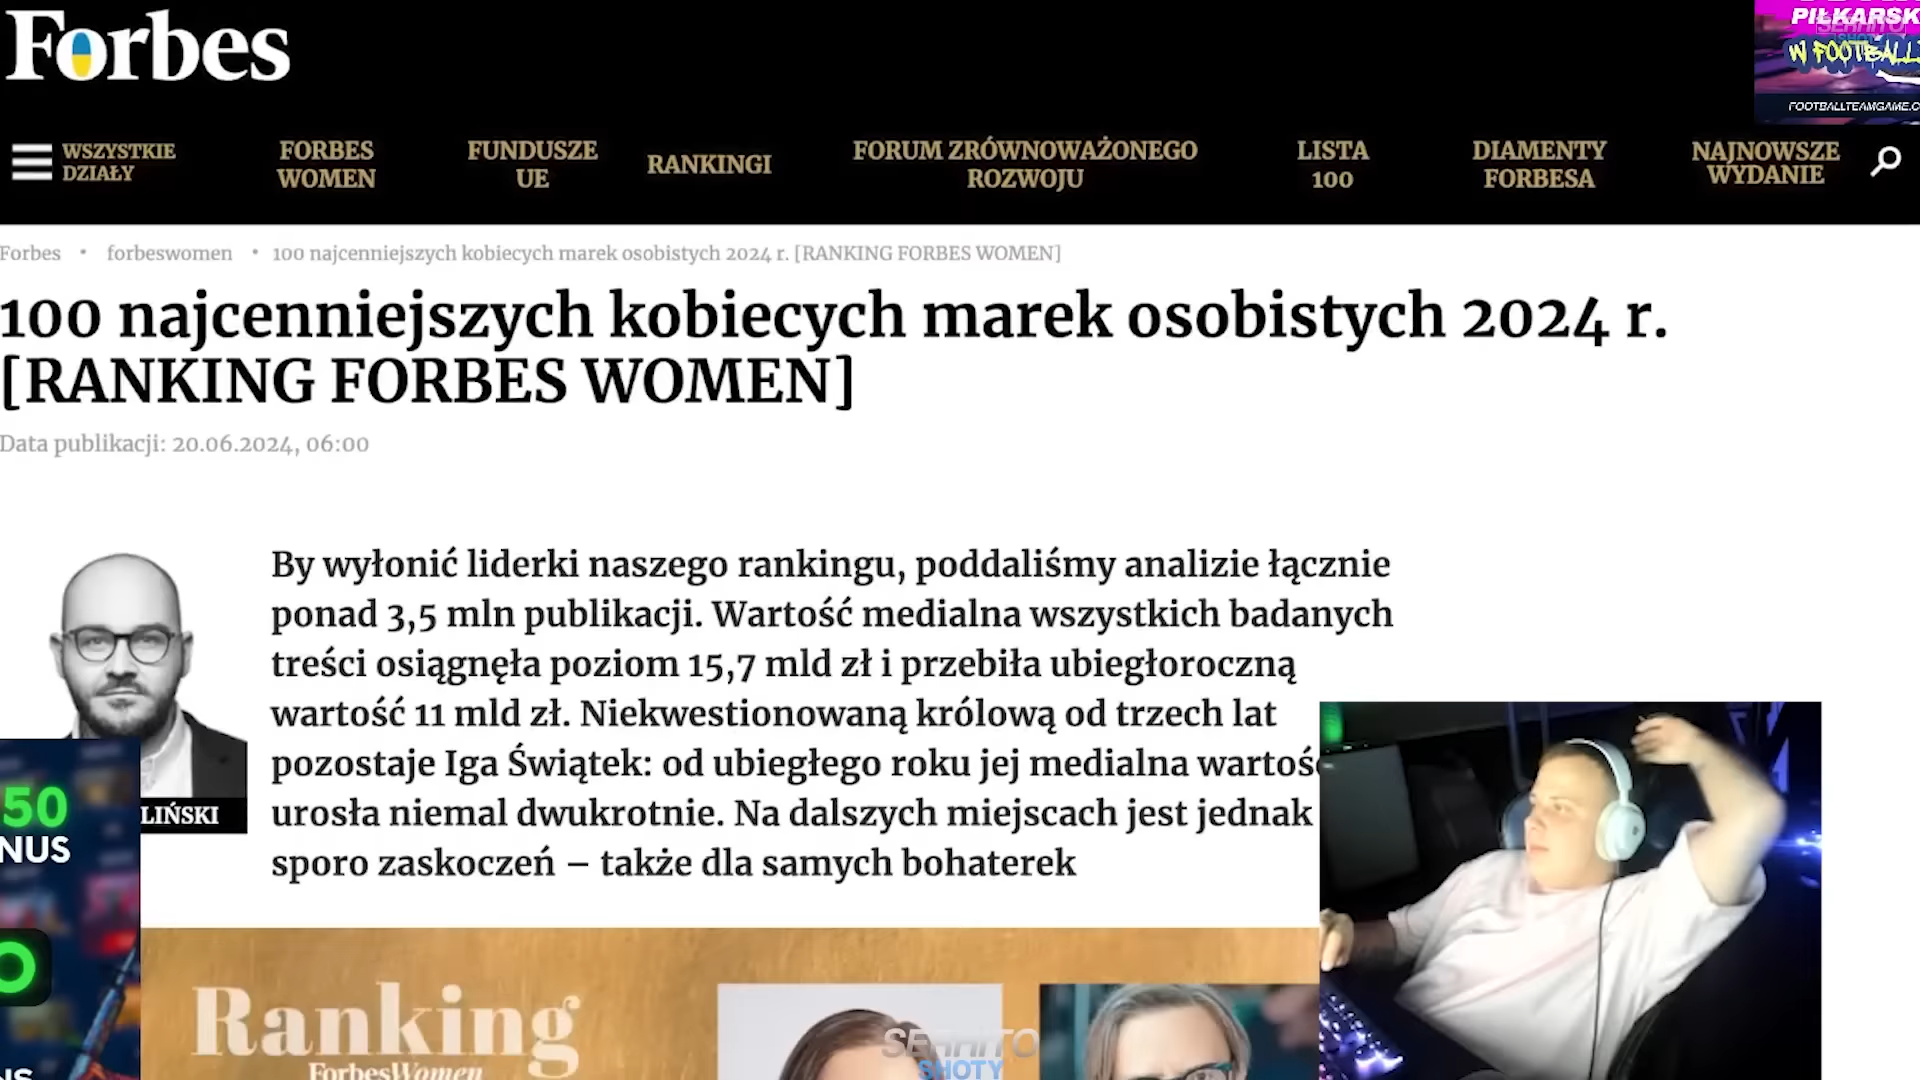 Forbes
PIŁKARSK
W FOOTBALL
FOOTBALLTEAMGAME.C
WSZYSTKIE DZIAŁY
FORBES WOMEN
FUNDUSZE UE
RANKINGI
FORUM ZRÓWNOWAŻONEGO ROZWOJU
LISTA 100
DIAMENTY FORBESA
NAJNOWSZE WYDANIE
Forbes • forbeswomen • 100 najcenniejszych kobiecych marek osobistych 2024 r. [RANKING FORBES WOMEN]
100 najcenniejszych kobiecych marek osobistych 2024 r.
[RANKING FORBES WOMEN]
Data publikacji: 20.06.2024, 06:00
By wyłonić liderki naszego rankingu, poddaliśmy analizie łącznie
ponad 3,5 mln publikacji. Wartość medialna wszystkich badanych
treści osiągnęła poziom 15,7 mld zł i przebiła ubiegłoroczną
wartość 11 mld zł. Niekwestionowaną królową od trzech lat
pozostaje Iga Świątek: od ubiegłego roku jej medialna wartość
urosła niemal dwukrotnie. Na dalszych miejscach jest jednak
sporo zaskoczeń – także dla samych bohaterek
LIŃSKI
50
NUS
O
Ranking
ForbesWomen
SERHITO
SHOTY